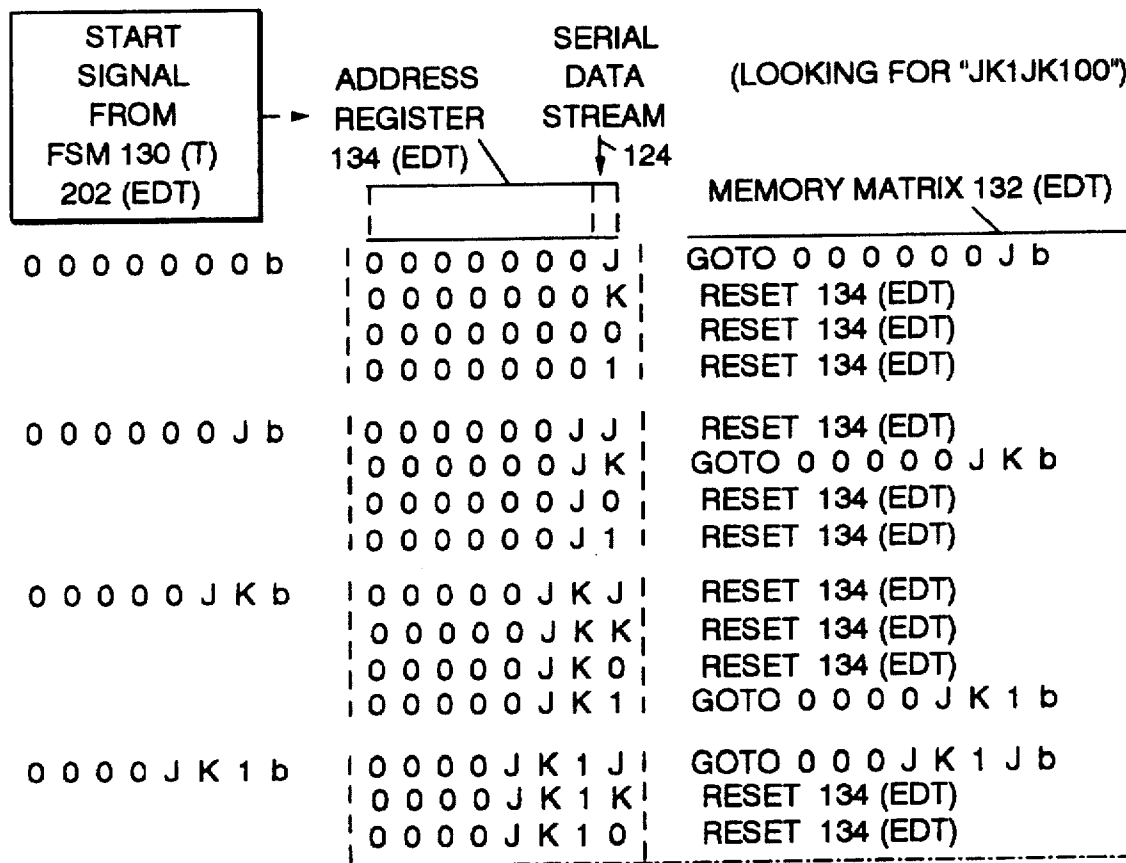 START
SIGNAL
FROM
FSM 130 (T)
202 (EDT)
ADDRESS
REGISTER
134 (EDT)
SERIAL
DATA
STREAM
124
(LOOKING FOR "JK1JK100")
MEMORY MATRIX 132 (EDT)
0 0 0 0 0 0 0 b 0 0 0 0 0 0 0 J GOTO 0 0 0 0 0 0 J b
0 0 0 0 0 0 0 K RESET 134 (EDT)
0 0 0 0 0 0 0 0 RESET 134 (EDT)
0 0 0 0 0 0 0 1 RESET 134 (EDT)
0 0 0 0 0 0 J b 0 0 0 0 0 0 J J RESET 134 (EDT)
0 0 0 0 0 0 J K GOTO 0 0 0 0 0 J K b
0 0 0 0 0 0 J 0 RESET 134 (EDT)
0 0 0 0 0 0 J 1 RESET 134 (EDT)
0 0 0 0 0 J K b 0 0 0 0 0 J K J RESET 134 (EDT)
0 0 0 0 0 J K K RESET 134 (EDT)
0 0 0 0 0 J K 0 RESET 134 (EDT)
0 0 0 0 0 J K 1 GOTO 0 0 0 0 J K 1 b
0 0 0 0 J K 1 b 0 0 0 0 J K 1 J GOTO 0 0 0 J K 1 J b
0 0 0 0 J K 1 K RESET 134 (EDT)
0 0 0 0 J K 1 0 RESET 134 (EDT)